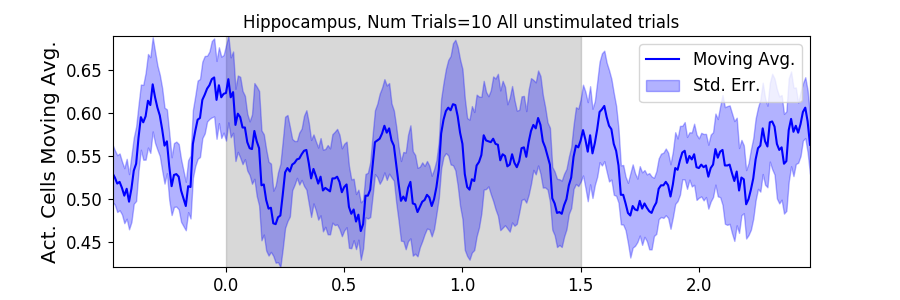 Hippocampus, Num Trials=10 All unstimulated trials
Act. Cells Moving Avg.
0.65
0.60
0.55
0.50
0.45
Moving Avg.
Std. Err.
0.0 0.5 1.0 1.5 2.0